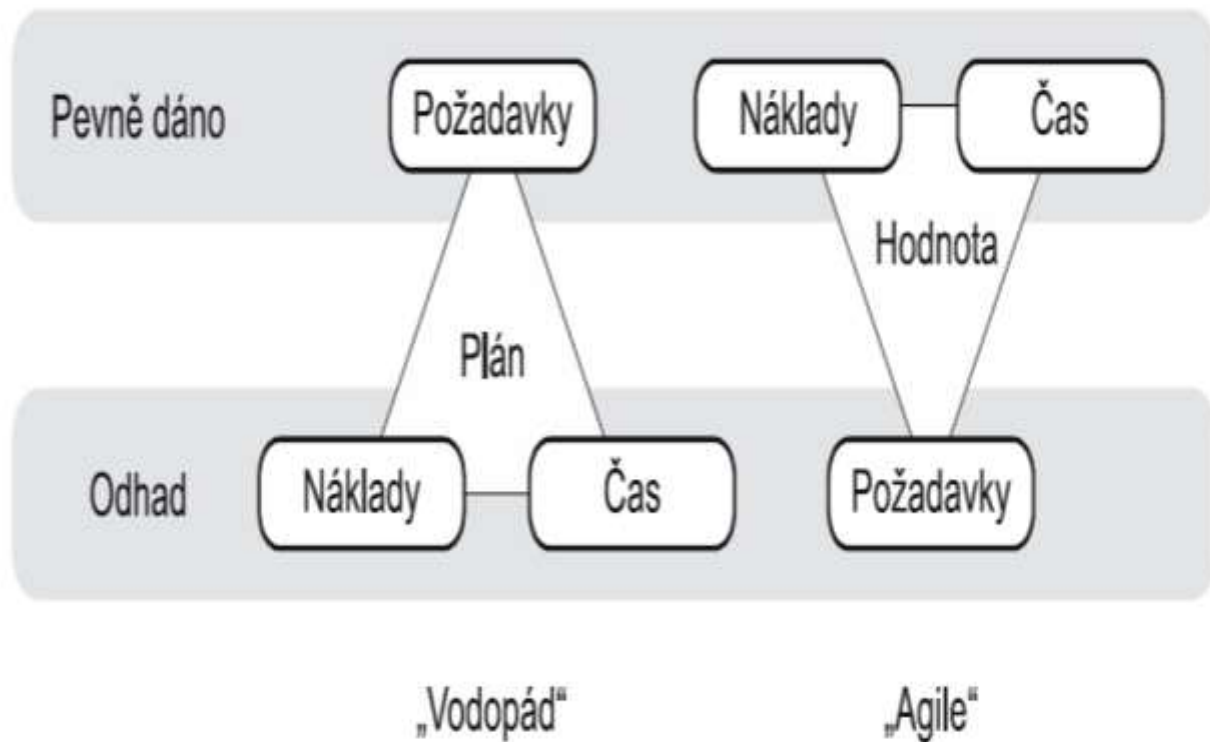 Pevně dáno
Požadavky
Náklady
Čas
Hodnota
Plán
Odhad
Náklady
Čas
Požadavky
„Vodopád“
„Agile“